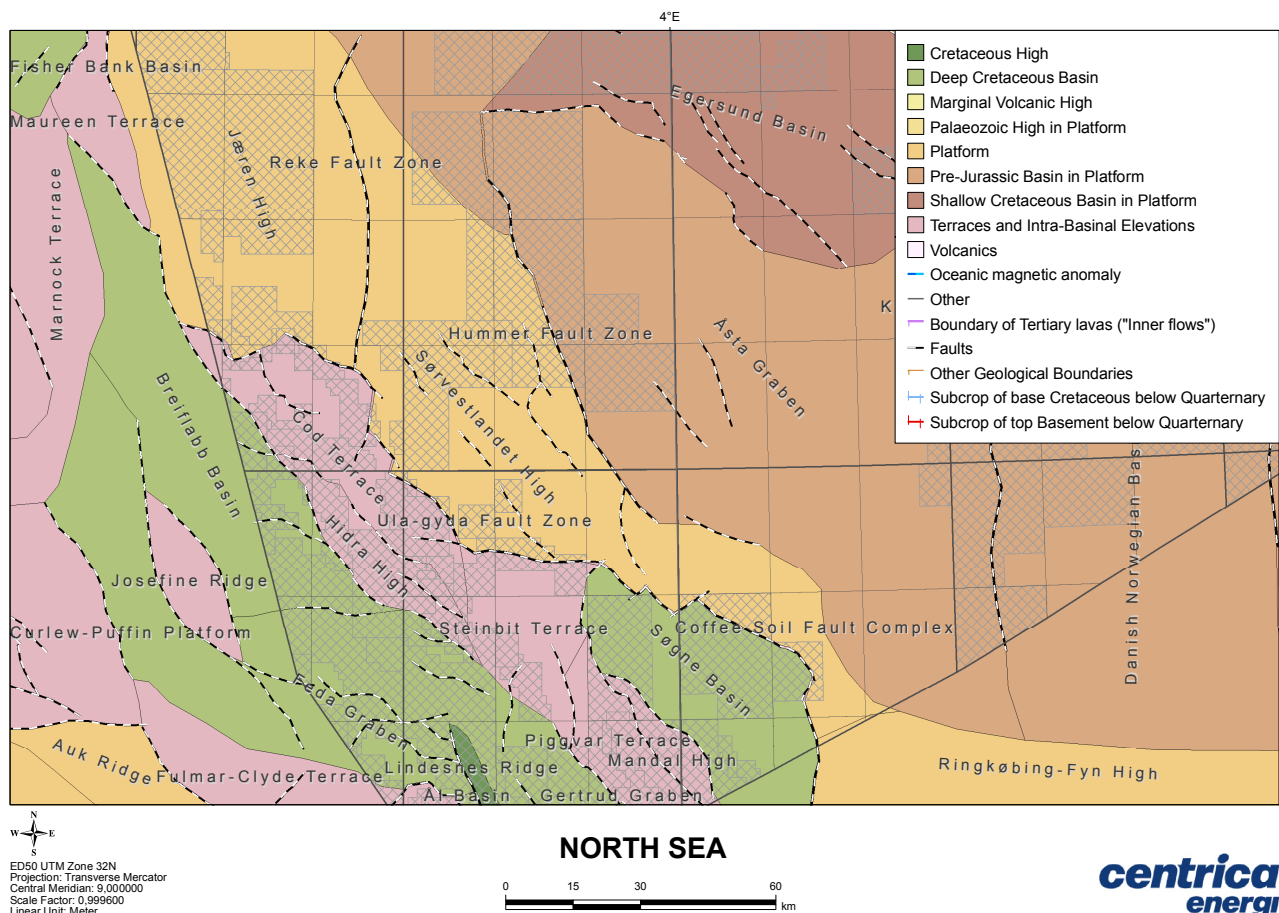 4°E
Fisher Bank Basin
Maureen Terrace
Marnock Terrace
Jæren High
Reke Fault Zone
Egersund Basin
Hummer Fault Zone
Åsta Graben
K
Sørvestlandet High
Breiflabb Basin
Cod Terrace
Ula-gyda Fault Zone
Hidra High
Josefine Ridge
Curlew-Puffin Platform
Steinbit Terrace
Coffee Soil Fault Complex
Søgne Basin
Danish Norwegian Bas
Feda Graben
Piggvar Terrace
Mandal High
Auk Ridge
Fulmar-Clyde Terrace
Lindesnes Ridge
Ål Basin
Gertrud Graben
Ringkøbing-Fyn High
Cretaceous High
Deep Cretaceous Basin
Marginal Volcanic High
Palaeozoic High in Platform
Platform
Pre-Jurassic Basin in Platform
Shallow Cretaceous Basin in Platform
Terraces and Intra-Basinal Elevations
Volcanics
Oceanic magnetic anomaly
Other
Boundary of Tertiary lavas ("Inner flows")
Faults
Other Geological Boundaries
Subcrop of base Cretaceous below Quarternary
Subcrop of top Basement below Quarternary
N
W E
S
ED50 UTM Zone 32N
Projection: Transverse Mercator
Central Meridian: 9,000000
Scale Factor: 0,999600
Linear Unit: Meter
NORTH SEA
0 15 30 60
km
centrica
energi